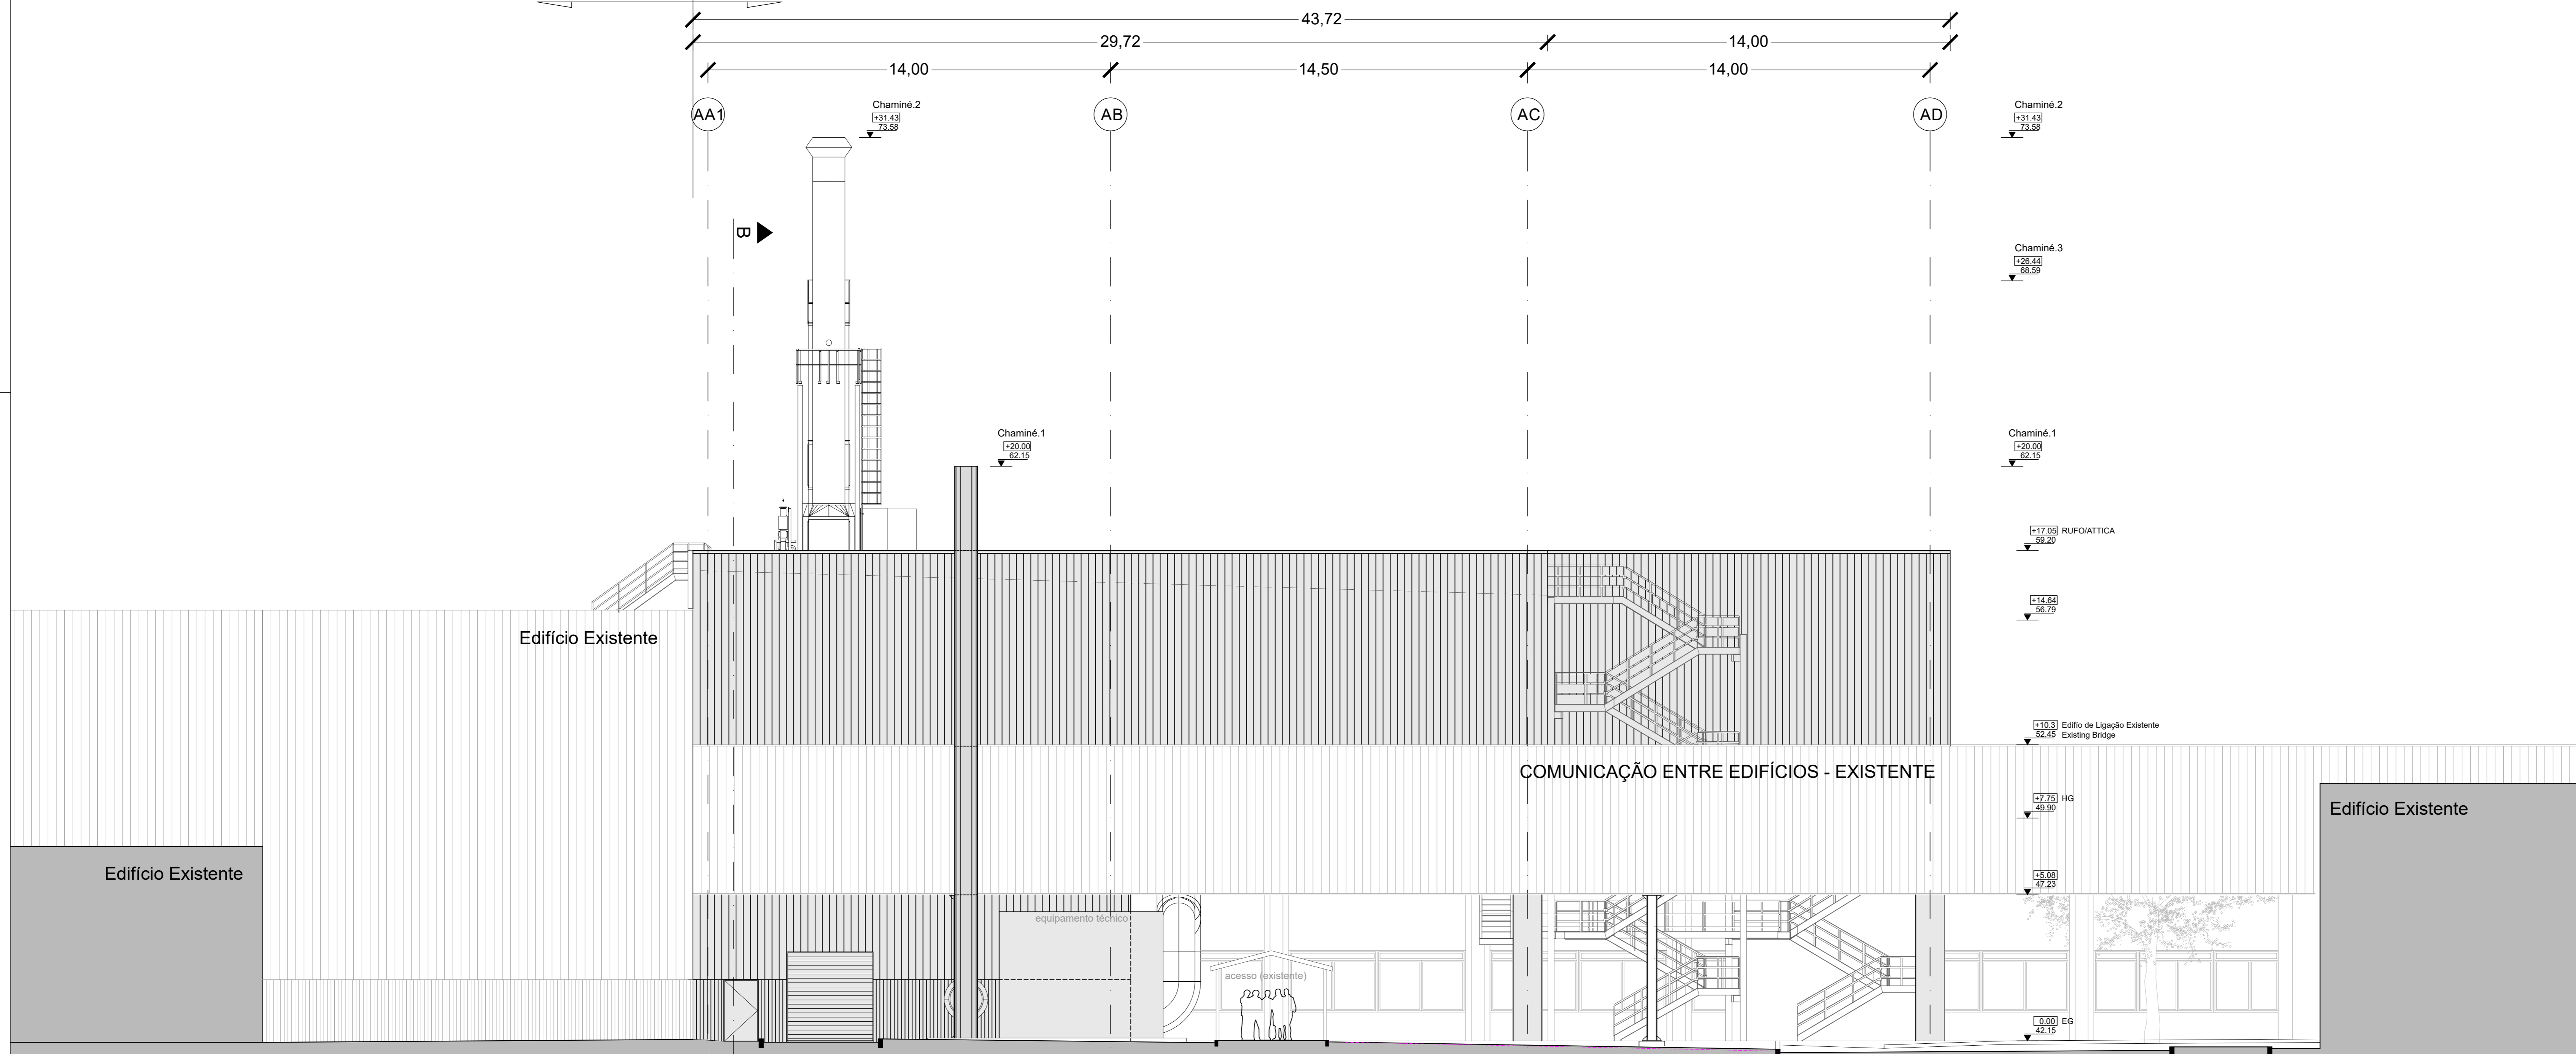 43,72
29,72
14,00
14,00
14,50
14,00
AA1
AB
AC
AD
Chaminé.2
+31.43
73.58
Chaminé.2
+31.43
73.58
B
Chaminé.3
+26.44
68.59
Chaminé.1
+20.00
62.15
Chaminé.1
+20.00
62.15
+17.05 RUFO/ATTICA
59.20
+14.64
56.79
Edifício Existente
+10.3 Edifío de Ligação Existente
52.45 Existing Bridge
COMUNICAÇÃO ENTRE EDIFÍCIOS - EXISTENTE
+7.75 HG
49.90
Edifício Existente
Edifício Existente
+5.08
47.23
equipamento técnico
acesso (existente)
0.00 EG
42.15